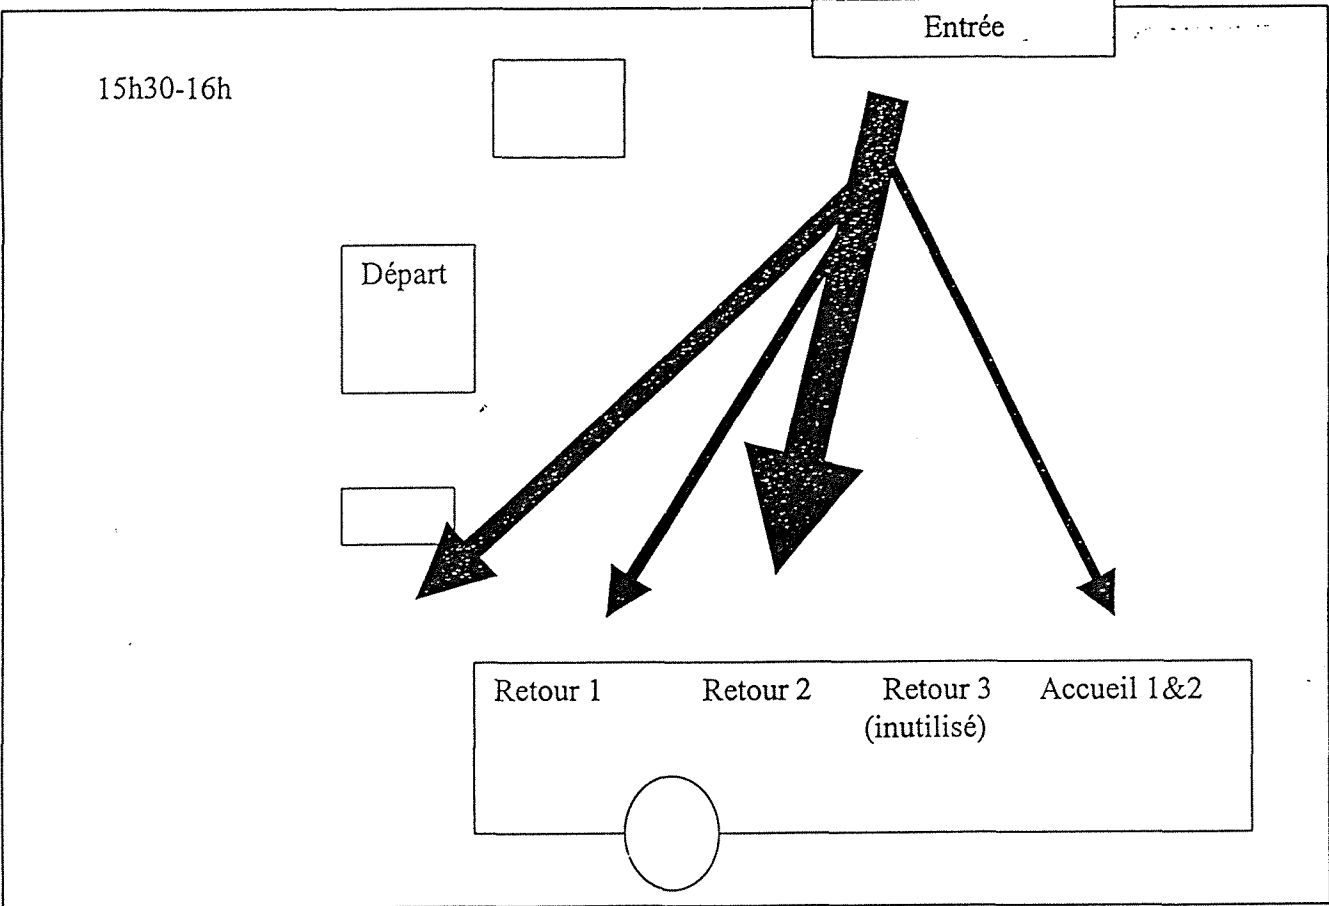 Entrée
15h30-16h
Départ
Retour 1
Retour 2
Retour 3
(inutilisé)
Accueil 1&2